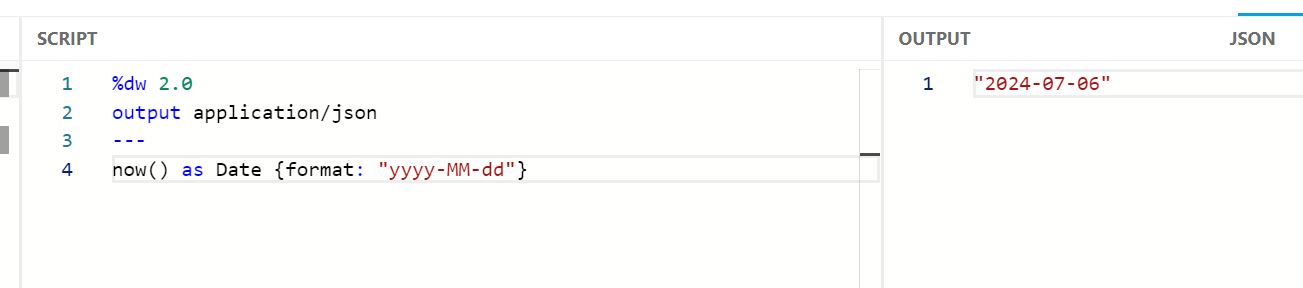 SCRIPT
1 %dw 2.0
2 output application/json
3 ---
4 now() as Date {format: "yyyy-MM-dd"}
OUTPUT JSON
1 "2024-07-06"